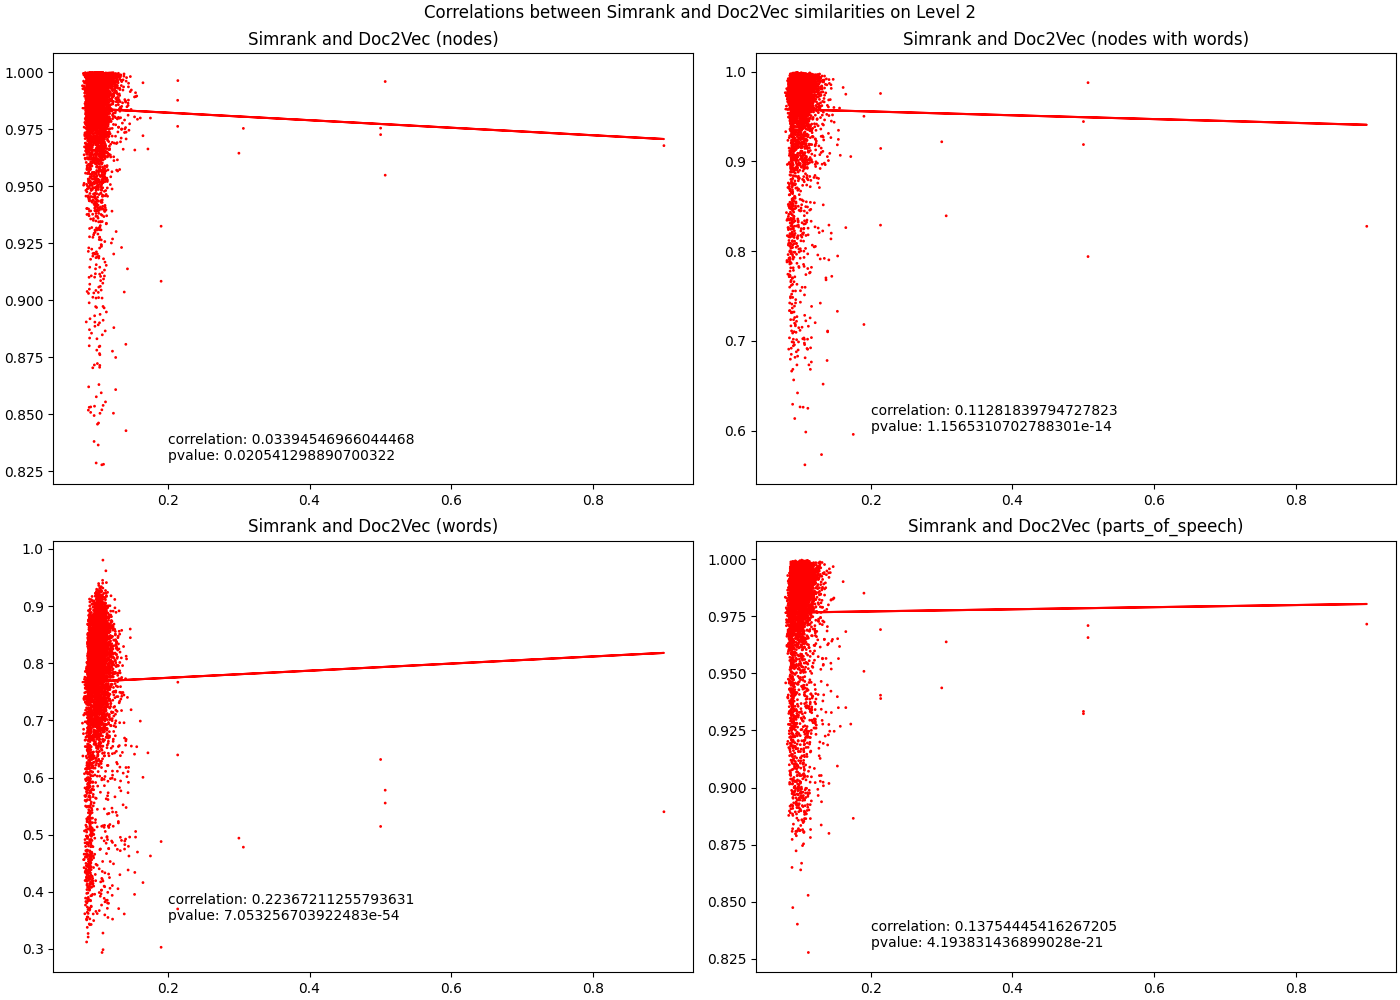 Correlations between Simrank and Doc2Vec similarities on Level 2
Simrank and Doc2Vec (nodes)
1.000
0.975
0.950
0.925
0.900
0.875
0.850
0.825
correlation: 0.03394546966044468
pvalue: 0.020541298890700322
0.2 0.4 0.6 0.8
Simrank and Doc2Vec (nodes with words)
1.0
0.9
0.8
0.7
0.6
correlation: 0.11281839794727823
pvalue: 1.1565310702788301e-14
0.2 0.4 0.6 0.8
Simrank and Doc2Vec (words)
1.0
0.9
0.8
0.7
0.6
0.5
0.4
0.3
correlation: 0.22367211255793631
pvalue: 7.053256703922483e-54
0.2 0.4 0.6 0.8
Simrank and Doc2Vec (parts_of_speech)
1.000
0.975
0.950
0.925
0.900
0.875
0.850
0.825
correlation: 0.13754445416267205
pvalue: 4.193831436899028e-21
0.2 0.4 0.6 0.8